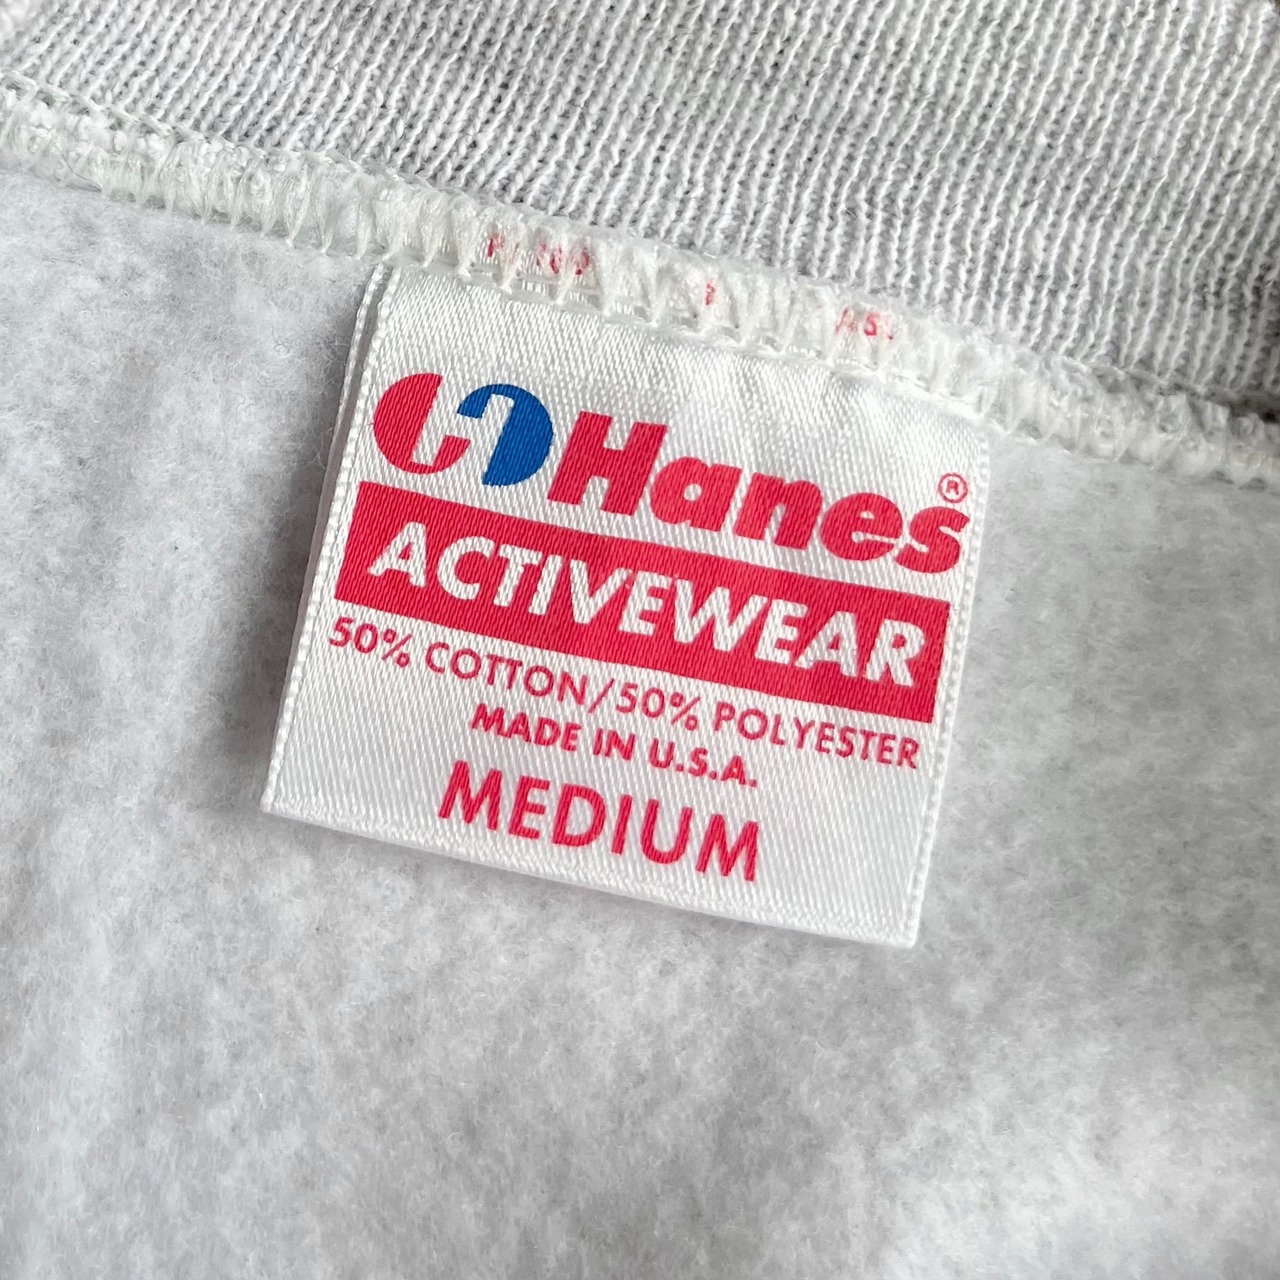 Hanes®
ACTIVEWEAR
50% COTTON/50% POLYESTER
MADE IN U.S.A.
MEDIUM